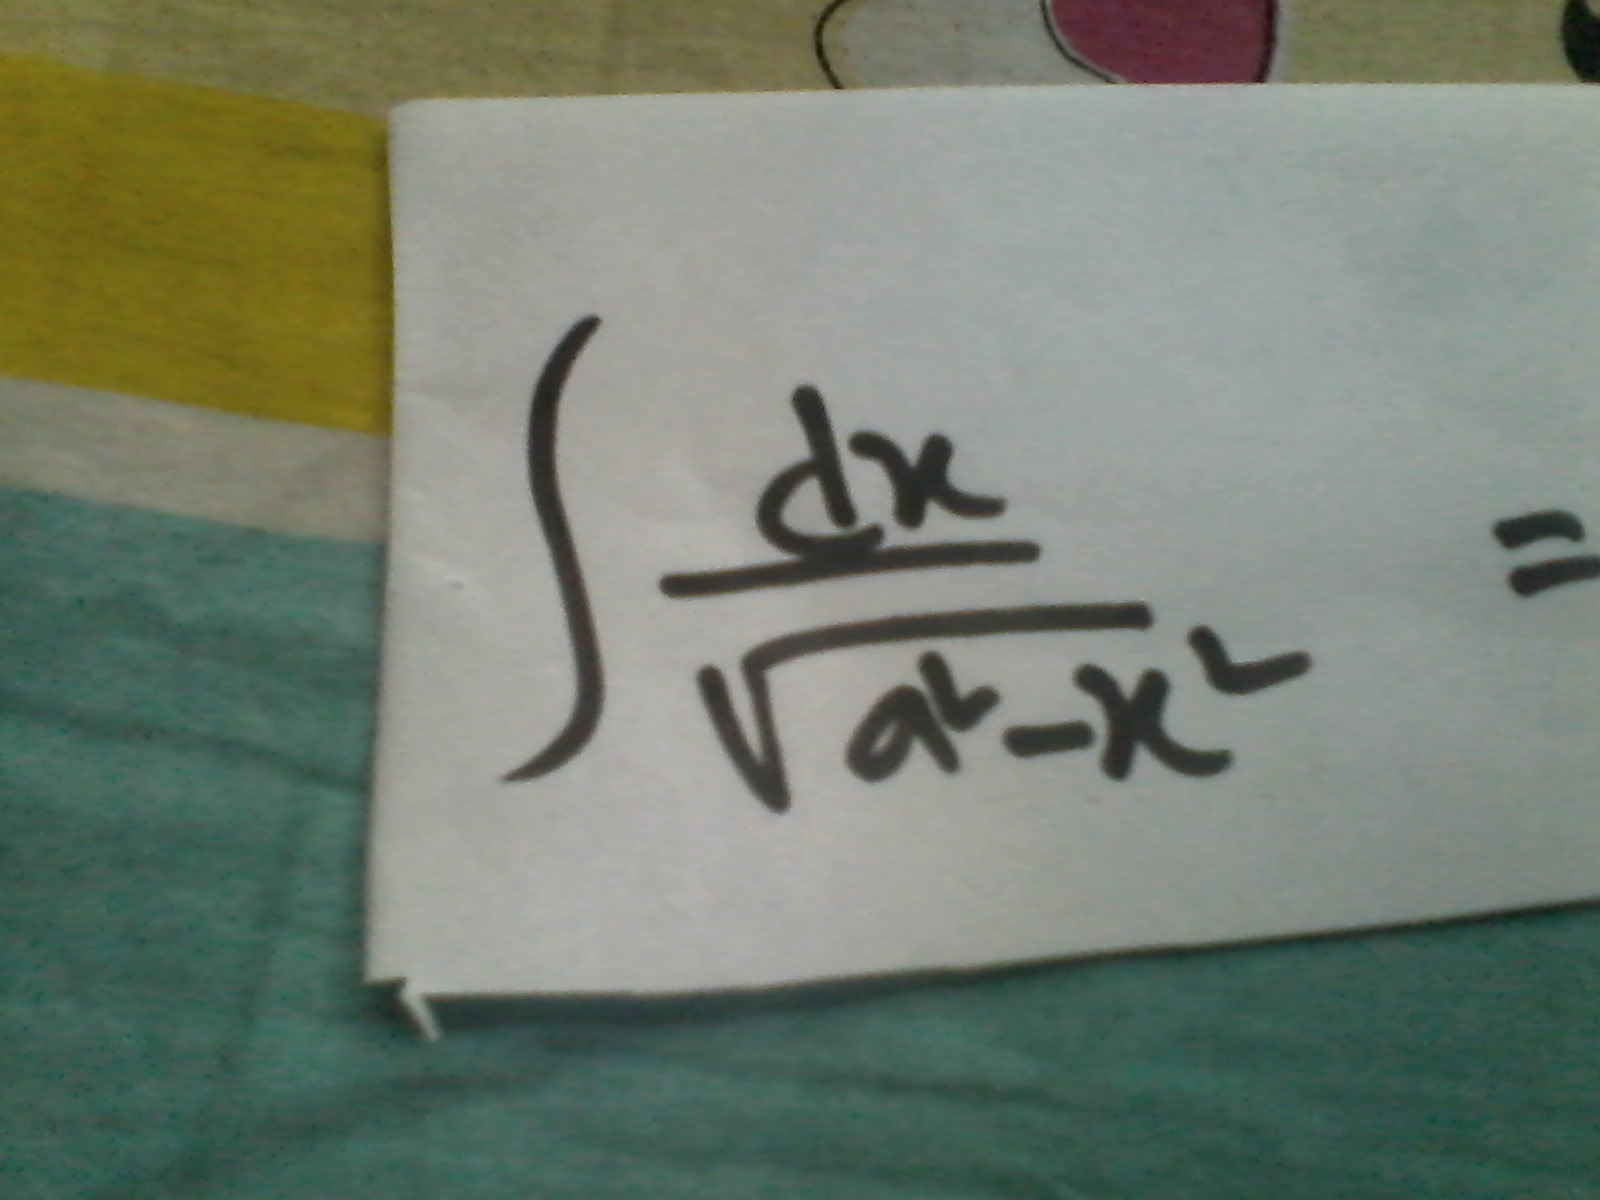 ∫ dx / √(a² - x²) =